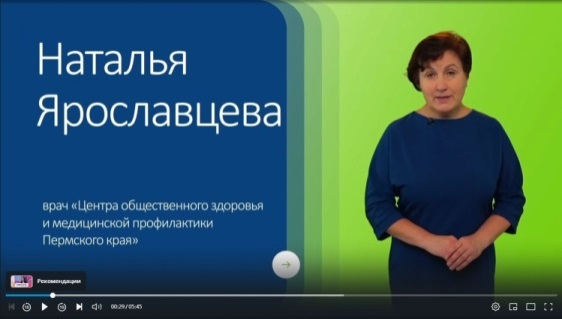 Наталья
Ярославцева
врач «Центра общественного здоровья
и медицинской профилактики
Пермского края»
Рекомендации
00:29 / 05:45